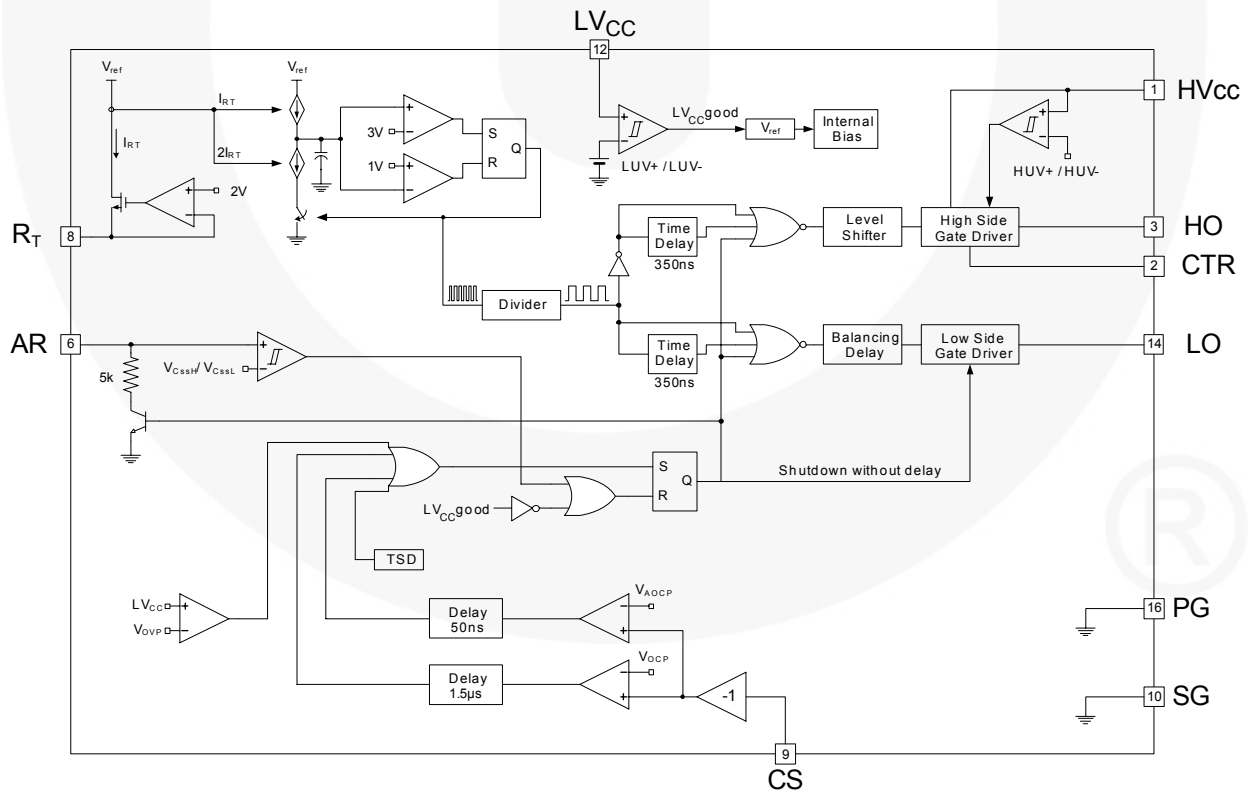 LVCC
12
Vref
IRT
Vref
IRT
2IRT
2V
RT
8
+
-
3V
1V
S
R
Q
LVCCgood
Vref
Internal
Bias
LUV+ / LUV-
1
HVcc
HUV+ / HUV-
Time
Delay
350ns
Level
Shifter
High Side
Gate Driver
3
HO
2
CTR
Divider
Time
Delay
350ns
Balancing
Delay
Low Side
Gate Driver
14
LO
AR
6
5k
VCssH / VCssL
S
R
Q
Shutdown without delay
LVCCgood
TSD
LVCC
VOVP
Delay
50ns
VAOCP
Delay
1.5µs
VOCP
-1
16
PG
10
SG
9
CS
®